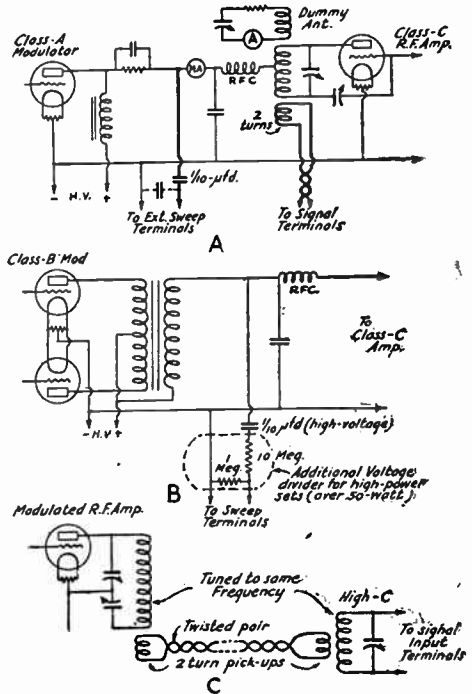 Dummy
Ant.
Class-A
Modulator
Class-C
R.F. Amp.
A
MA
RFC
2
turns
1/10-μfd.
- H.V. +
To Ext. Sweep
Terminals
To Signal
Terminals
A
Class-B Mod
RFC.
To
Class-C
Amp.
- H.V +
1/10 μfd (high-voltage)
1
Meg.
10 Meg.
Additional Voltage
divider for high-power
sets (over 50-watt)
To Sweep
Terminals
B
Modulated R.F. Amp.
Tuned to same
Frequency
High-C
Twisted pair
To signal
Input
Terminals
2 turn pick-ups
C